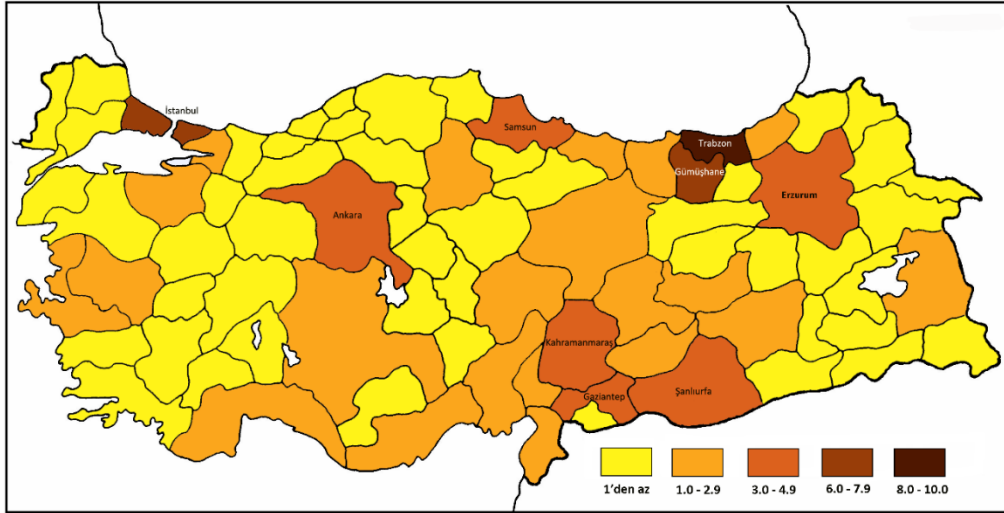 İstanbul
Samsun
Trabzon
Gümüşhane
Erzurum
Ankara
Kahramanmaraş
Gaziantep
Şanlıurfa
1'den az
1.0 - 2.9
3.0 - 4.9
6.0 - 7.9
8.0 - 10.0